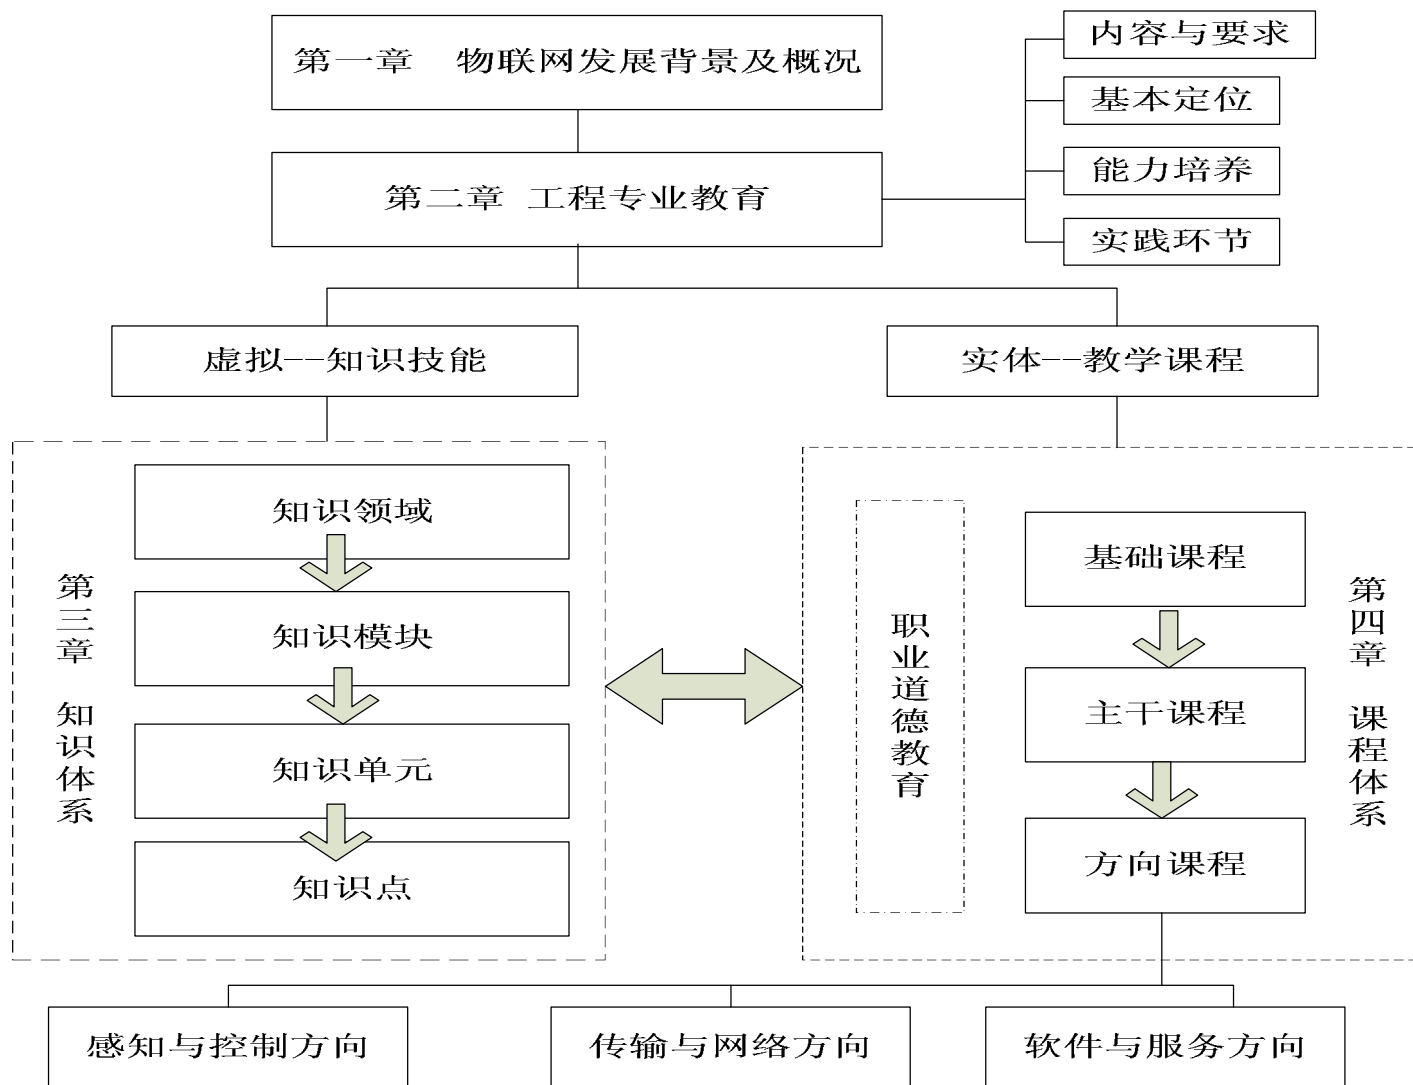 第一章  物联网发展背景及概况
内容与要求
基本定位
第二章 工程专业教育
能力培养
实践环节
虚拟--知识技能
实体--教学课程
第三章 知识体系
知识领域
知识模块
知识单元
知识点
职业道德教育
基础课程
主干课程
方向课程
第四章 课程体系
感知与控制方向
传输与网络方向
软件与服务方向